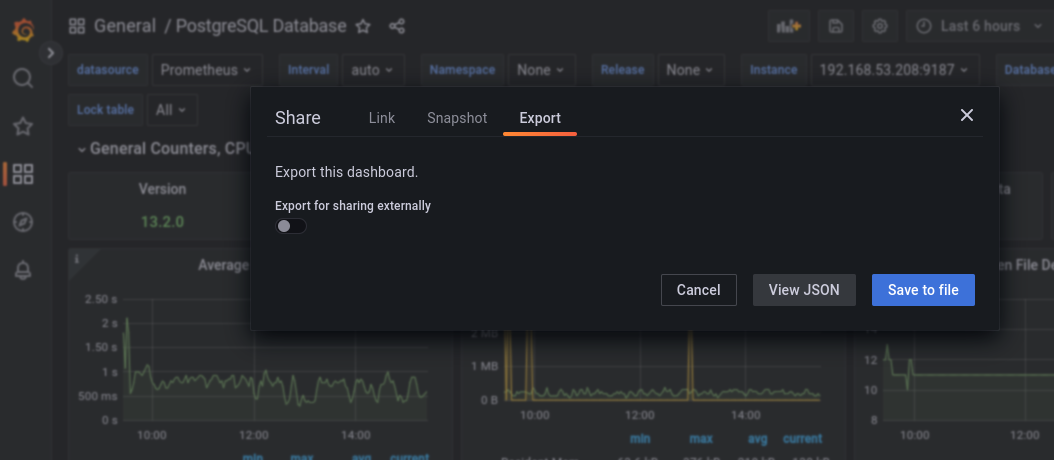 General / PostgreSQL Database
Last 6 hours
datasource Prometheus Interval auto Namespace None Release None Instance 192.168.53.208:9187 Database
Lock table All
General Counters, CPU
Share Link Snapshot Export
Export this dashboard.
Export for sharing externally
Cancel View JSON Save to file
Version
13.2.0
i
Average
2.50 s
2 s
1.50 s
1 s
500 ms
0 s
10:00 12:00 14:00
min max avg current
2 MB
1 MB
0 B
10:00 12:00 14:00
min max avg current
12
10
8
10:00 12:00